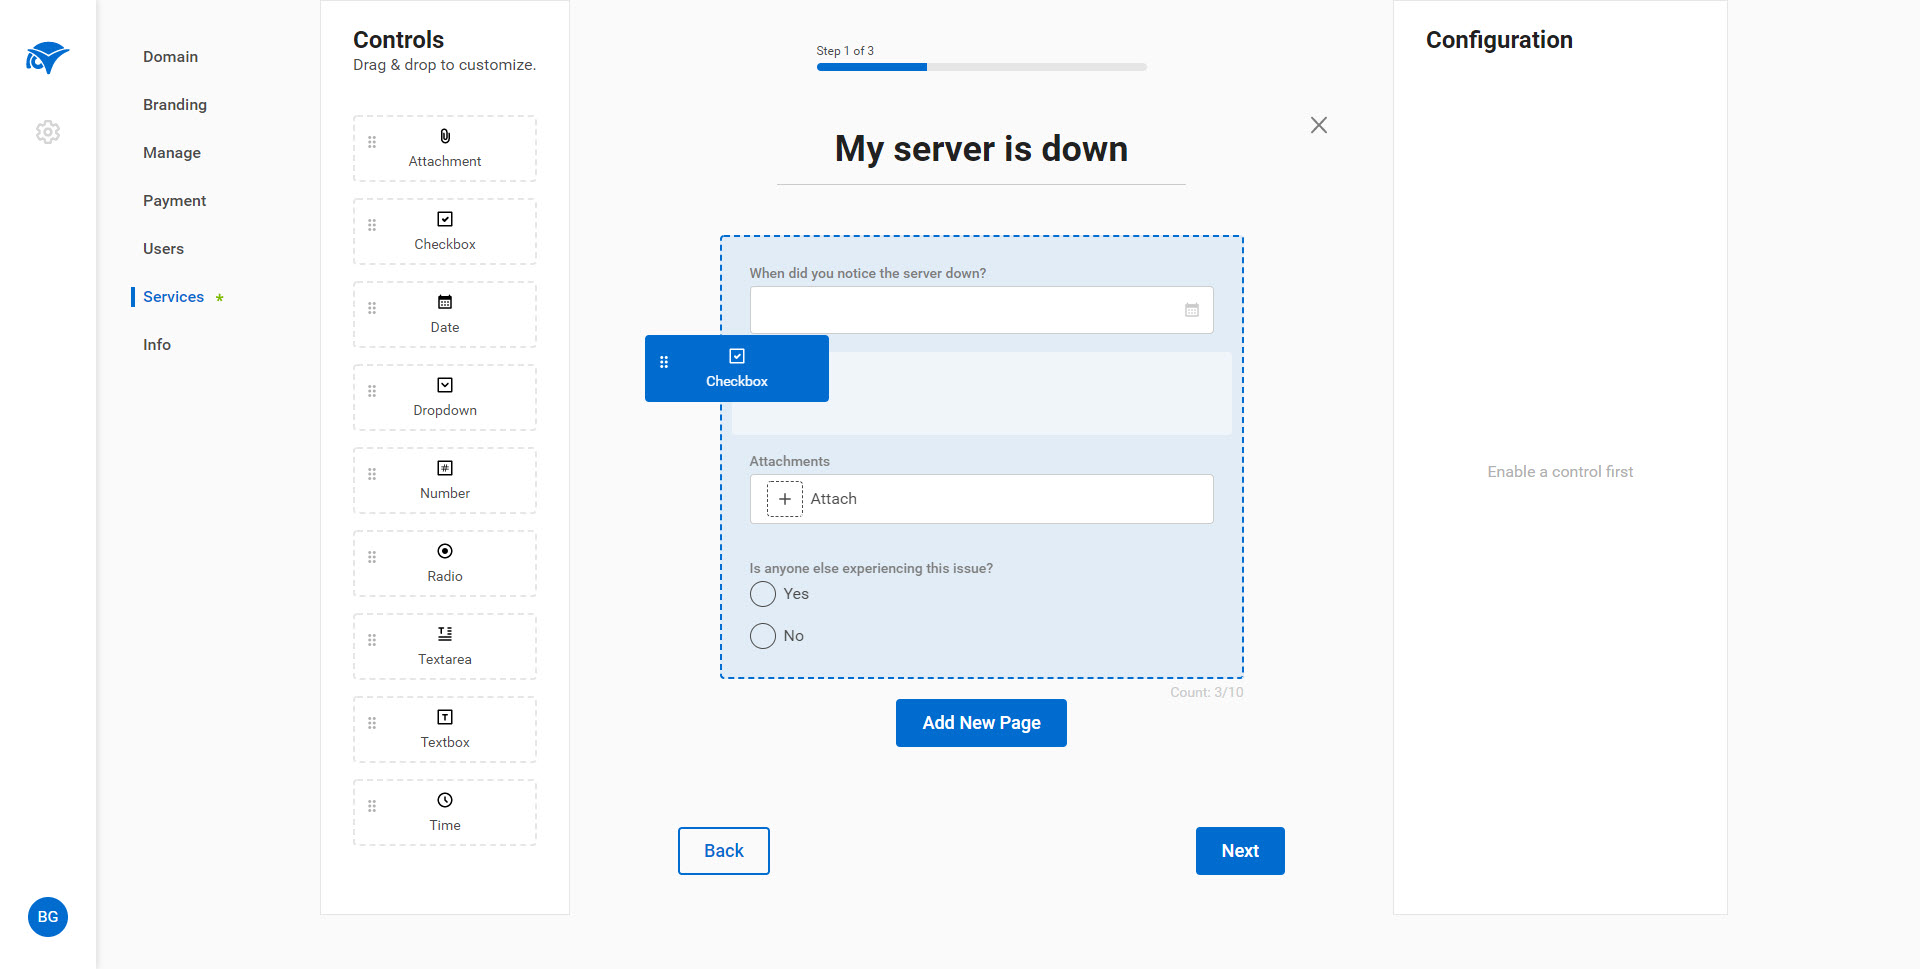 Domain
Branding
Manage
Payment
Users
Services *
Info
BG
Controls
Drag & drop to customize.
Attachment
Checkbox
Date
Dropdown
Number
Radio
Textarea
Textbox
Time
Step 1 of 3
My server is down
When did you notice the server down?
Checkbox
Attachments
Attach
Is anyone else experiencing this issue?
Yes
No
Count: 3/10
Add New Page
Back
Next
Configuration
Enable a control first